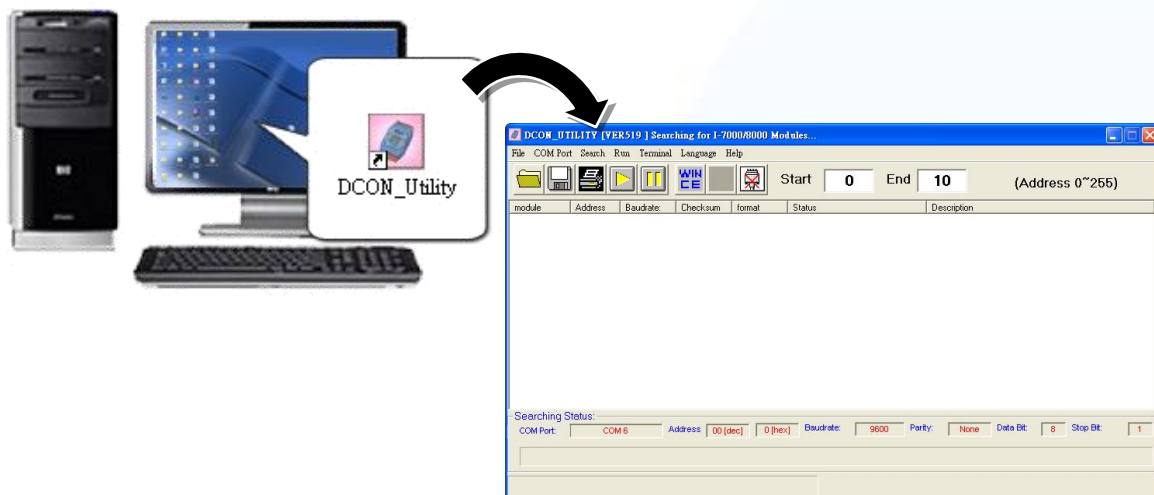 DCON_Utility
DCON_UTILITY [VER519 ] Searching for I-7000/8000 Modules...
File COM Port Search Run Terminal Language Help
WIN CE Start 0 End 10 (Address 0~255)
module Address Baudrate: Checksum format Status Description
Searching Status:
COM Port: COM 6 Address 00 [dec] 0 [hex] Baudrate: 9600 Parity: None Data Bit: 8 Stop Bit: 1